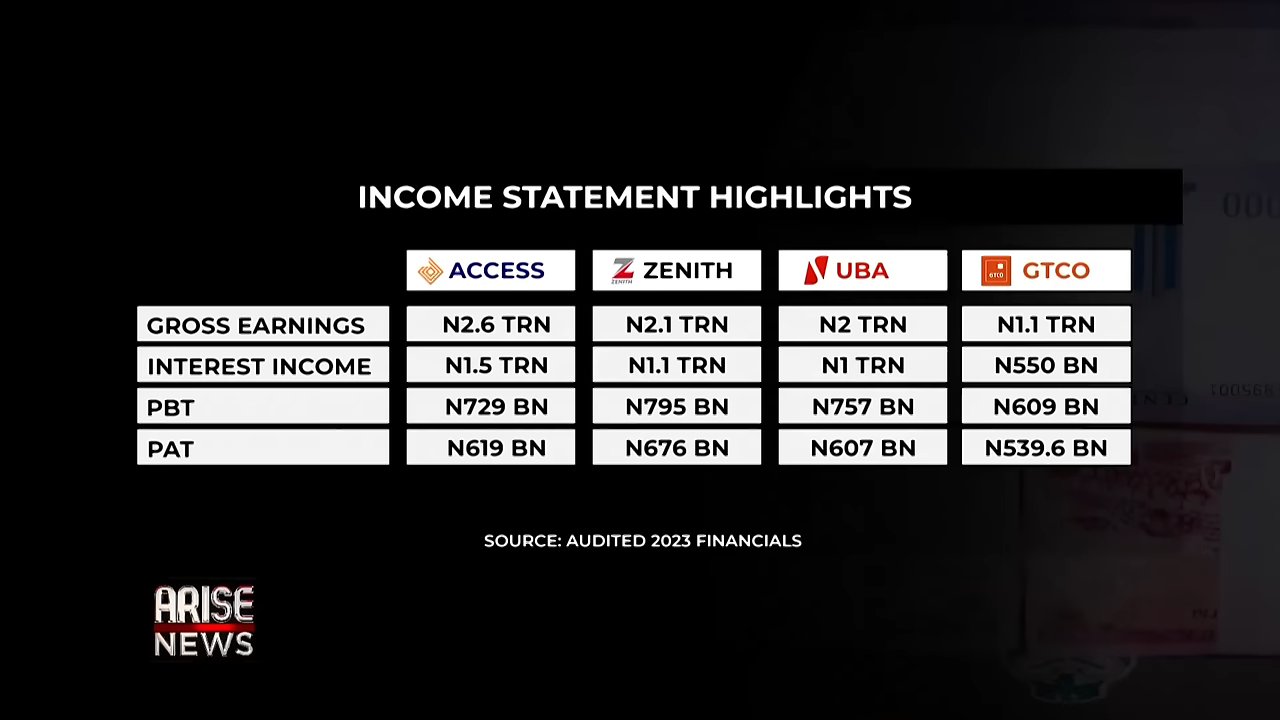 INCOME STATEMENT HIGHLIGHTS
ACCESS ZENITH UBA GTCO
ZENITH GTCO
GROSS EARNINGS N2.6 TRN N2.1 TRN N2 TRN N1.1 TRN
INTEREST INCOME N1.5 TRN N1.1 TRN N1 TRN N550 BN
PBT N729 BN N795 BN N757 BN N609 BN
PAT N619 BN N676 BN N607 BN N539.6 BN
SOURCE: AUDITED 2023 FINANCIALS
ARISE
NEWS